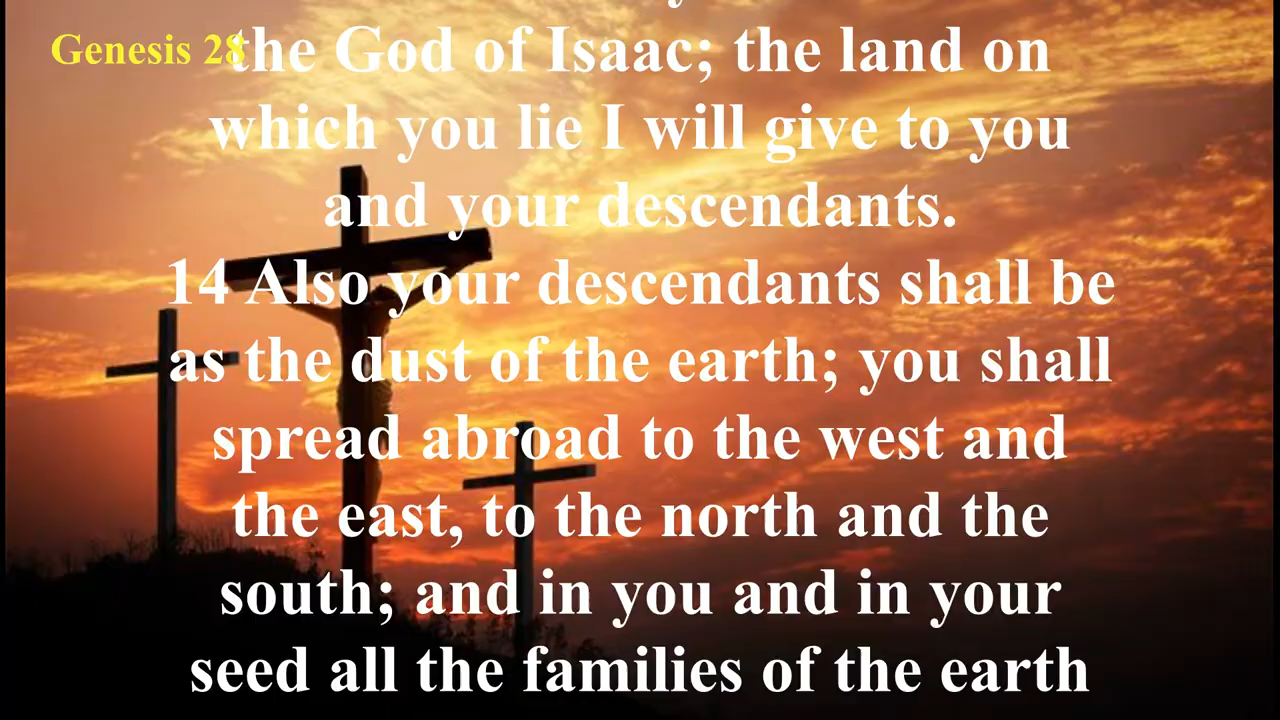 Genesis 28
the God of Isaac; the land on
which you lie I will give to you
and your descendants.
14 Also your descendants shall be
as the dust of the earth; you shall
spread abroad to the west and
the east, to the north and the
south; and in you and in your
seed all the families of the earth